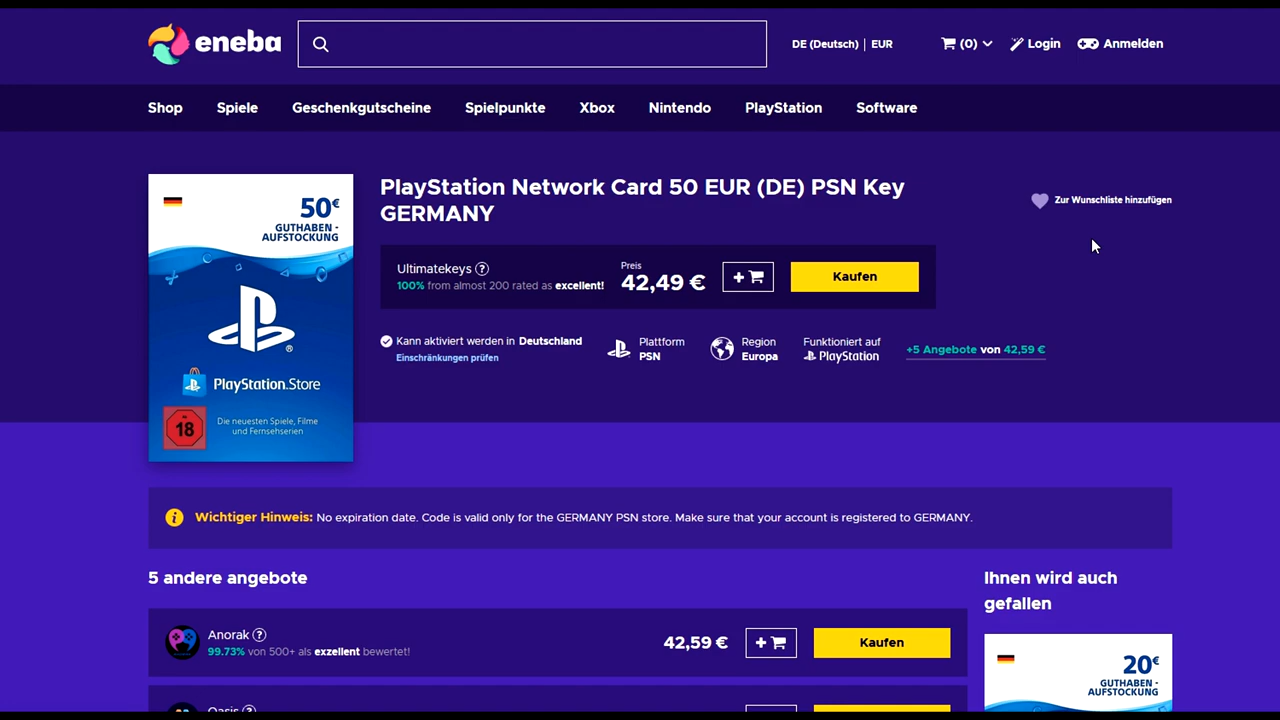 eneba
DE (Deutsch) | EUR
(0)
Login
Anmelden
Shop
Spiele
Geschenkgutscheine
Spielpunkte
Xbox
Nintendo
PlayStation
Software
50€
GUTHABEN -
AUFSTOCKUNG
PlayStation.Store
18
Die neuesten Spiele, Filme
und Fernsehserien
PlayStation Network Card 50 EUR (DE) PSN Key
GERMANY
Zur Wunschliste hinzufügen
Ultimatekeys ?
100% from almost 200 rated as excellent!
Preis
42,49 €
+
Kaufen
Kann aktiviert werden in Deutschland
Einschränkungen prüfen
Plattform
PSN
Region
Europa
Funktioniert auf
PlayStation
+5 Angebote von 42,59 €
Wichtiger Hinweis: No expiration date. Code is valid only for the GERMANY PSN store. Make sure that your account is registered to GERMANY.
5 andere angebote
Anorak ?
99.73% von 500+ als exzellent bewertet!
42,59 €
+
Kaufen
Ihnen wird auch
gefallen
20€
GUTHABEN -
AUFSTOCKUNG
Oasis ?